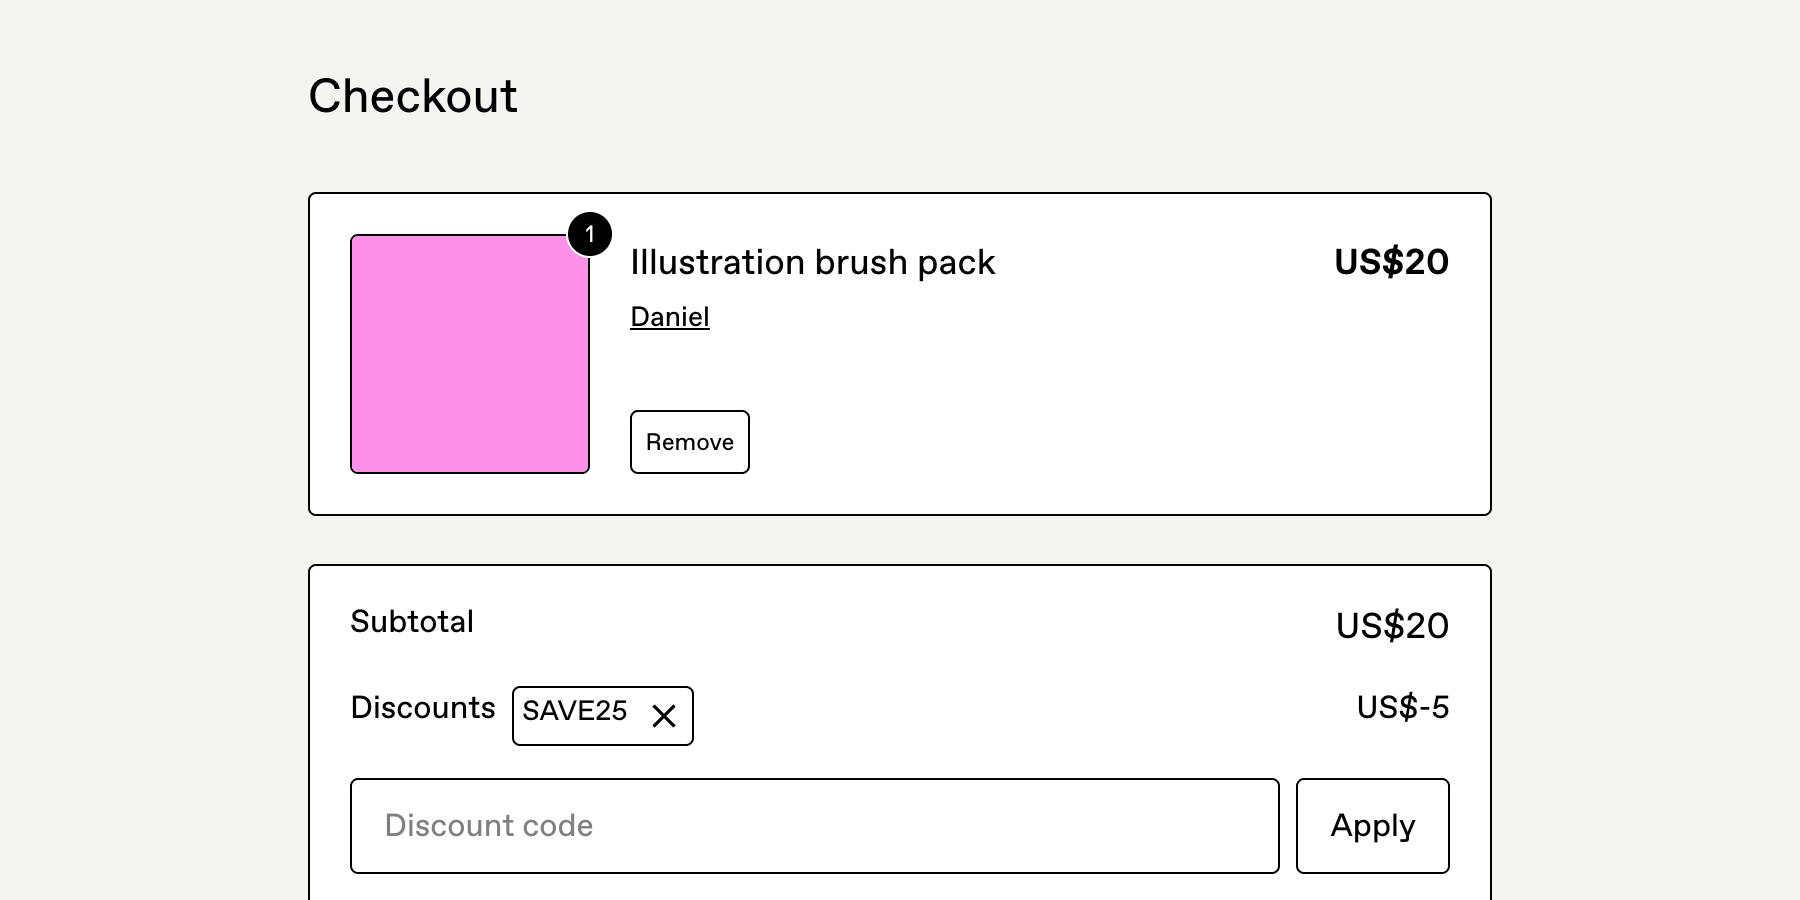 Checkout
1
Illustration brush pack
US$20
Daniel
Remove
Subtotal
US$20
Discounts
SAVE25
US$-5
Discount code
Apply